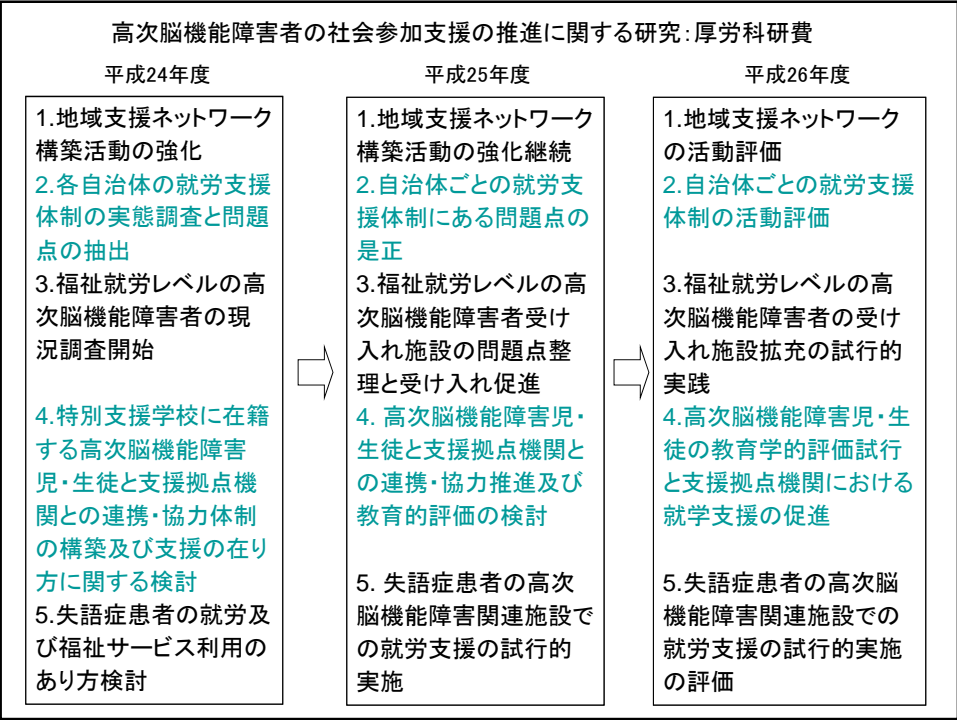 高次脳機能障害者の社会参加支援の推進に関する研究：厚労科研費
平成24年度
1.地域支援ネットワーク
構築活動の強化
2.各自治体の就労支援
体制の実態調査と問題
点の抽出
3.福祉就労レベルの高
次脳機能障害者の現
況調査開始
4.特別支援学校に在籍
する高次脳機能障害
児・生徒と支援拠点機
関との連携・協力体制
の構築及び支援の在り
方に関する検討
5.失語症患者の就労及
び福祉サービス利用の
あり方検討
平成25年度
1.地域支援ネットワーク
構築活動の強化継続
2.自治体ごとの就労支
援体制にある問題点の
是正
3.福祉就労レベルの高
次脳機能障害者受け
入れ施設の問題点整
理と受け入れ促進
4. 高次脳機能障害児・
生徒と支援拠点機関と
の連携・協力推進及び
教育的評価の検討
5. 失語症患者の高次
脳機能障害関連施設で
の就労支援の試行的
実施
平成26年度
1.地域支援ネットワーク
の活動評価
2.自治体ごとの就労支援
体制の活動評価
3.福祉就労レベルの高
次脳機能障害者の受け
入れ施設拡充の試行的
実践
4.高次脳機能障害児・生
徒の教育学的評価試行
と支援拠点機関における
就学支援の促進
5.失語症患者の高次脳
機能障害関連施設での
就労支援の試行的実施
の評価